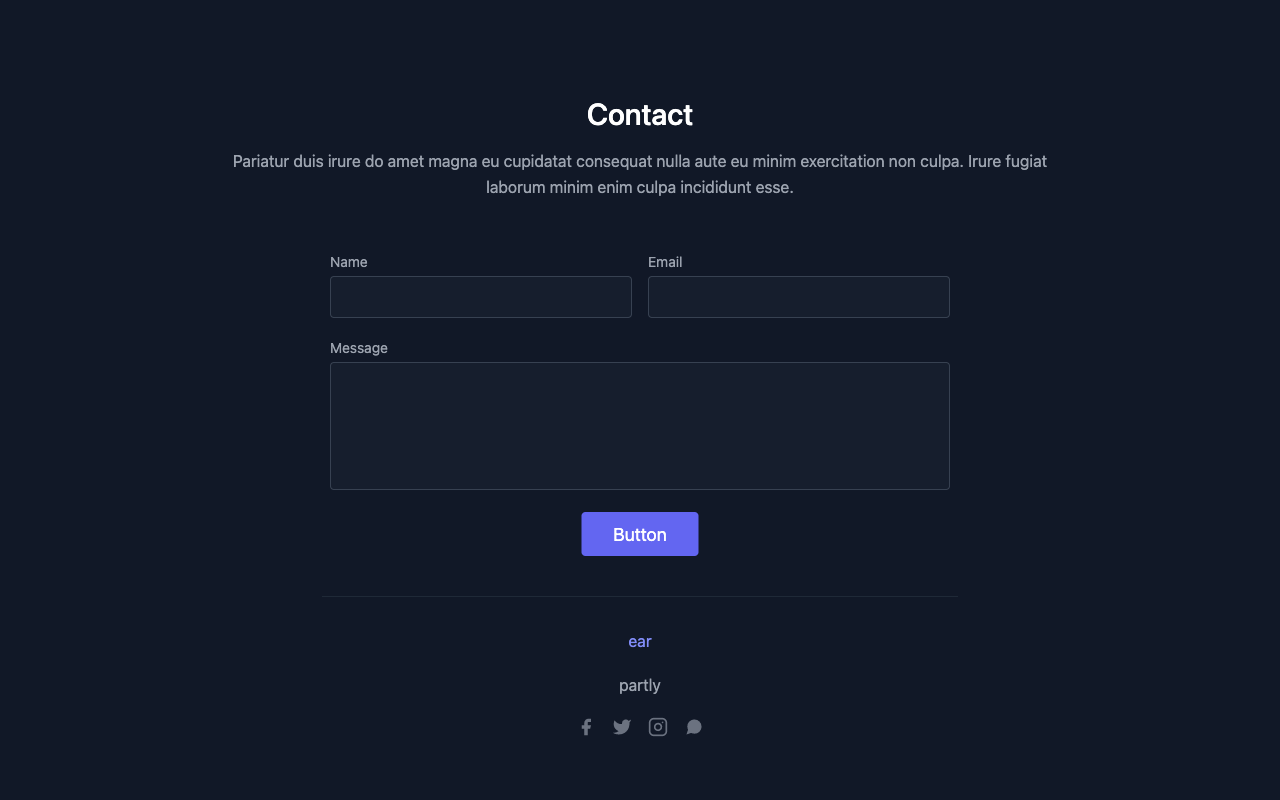 Contact
Pariatur duis irure do amet magna eu cupidatat consequat nulla aute eu minim exercitation non culpa. Irure fugiat
laborum minim enim culpa incididunt esse.
Name
Email
Message
Button
ear
partly